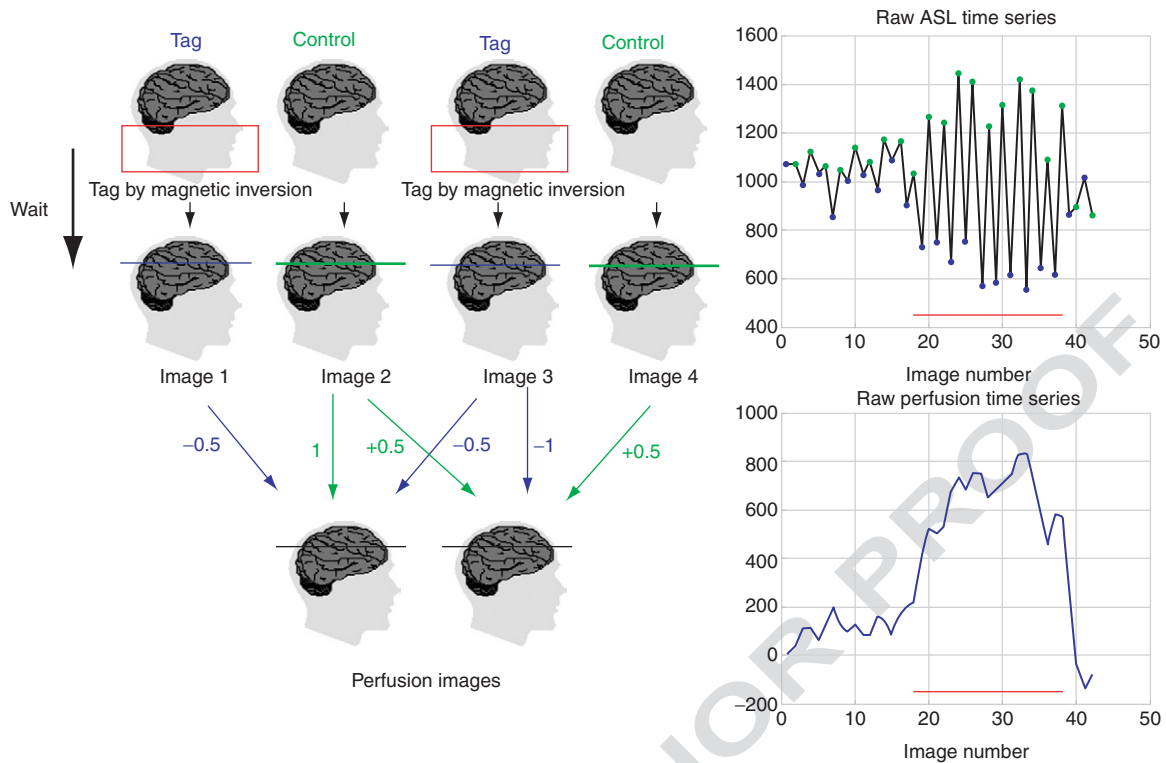 Tag
Control
Tag
Control
Tag by magnetic inversion
Tag by magnetic inversion
Wait
Image 1
Image 2
Image 3
Image 4
−0.5
1
+0.5
−0.5
−1
+0.5
Perfusion images
Raw ASL time series
1600
1400
1200
1000
800
600
400
0
10
20
30
40
50
Image number
Raw perfusion time series
1000
800
600
400
200
0
−200
0
10
20
30
40
50
Image number
OR PROOF